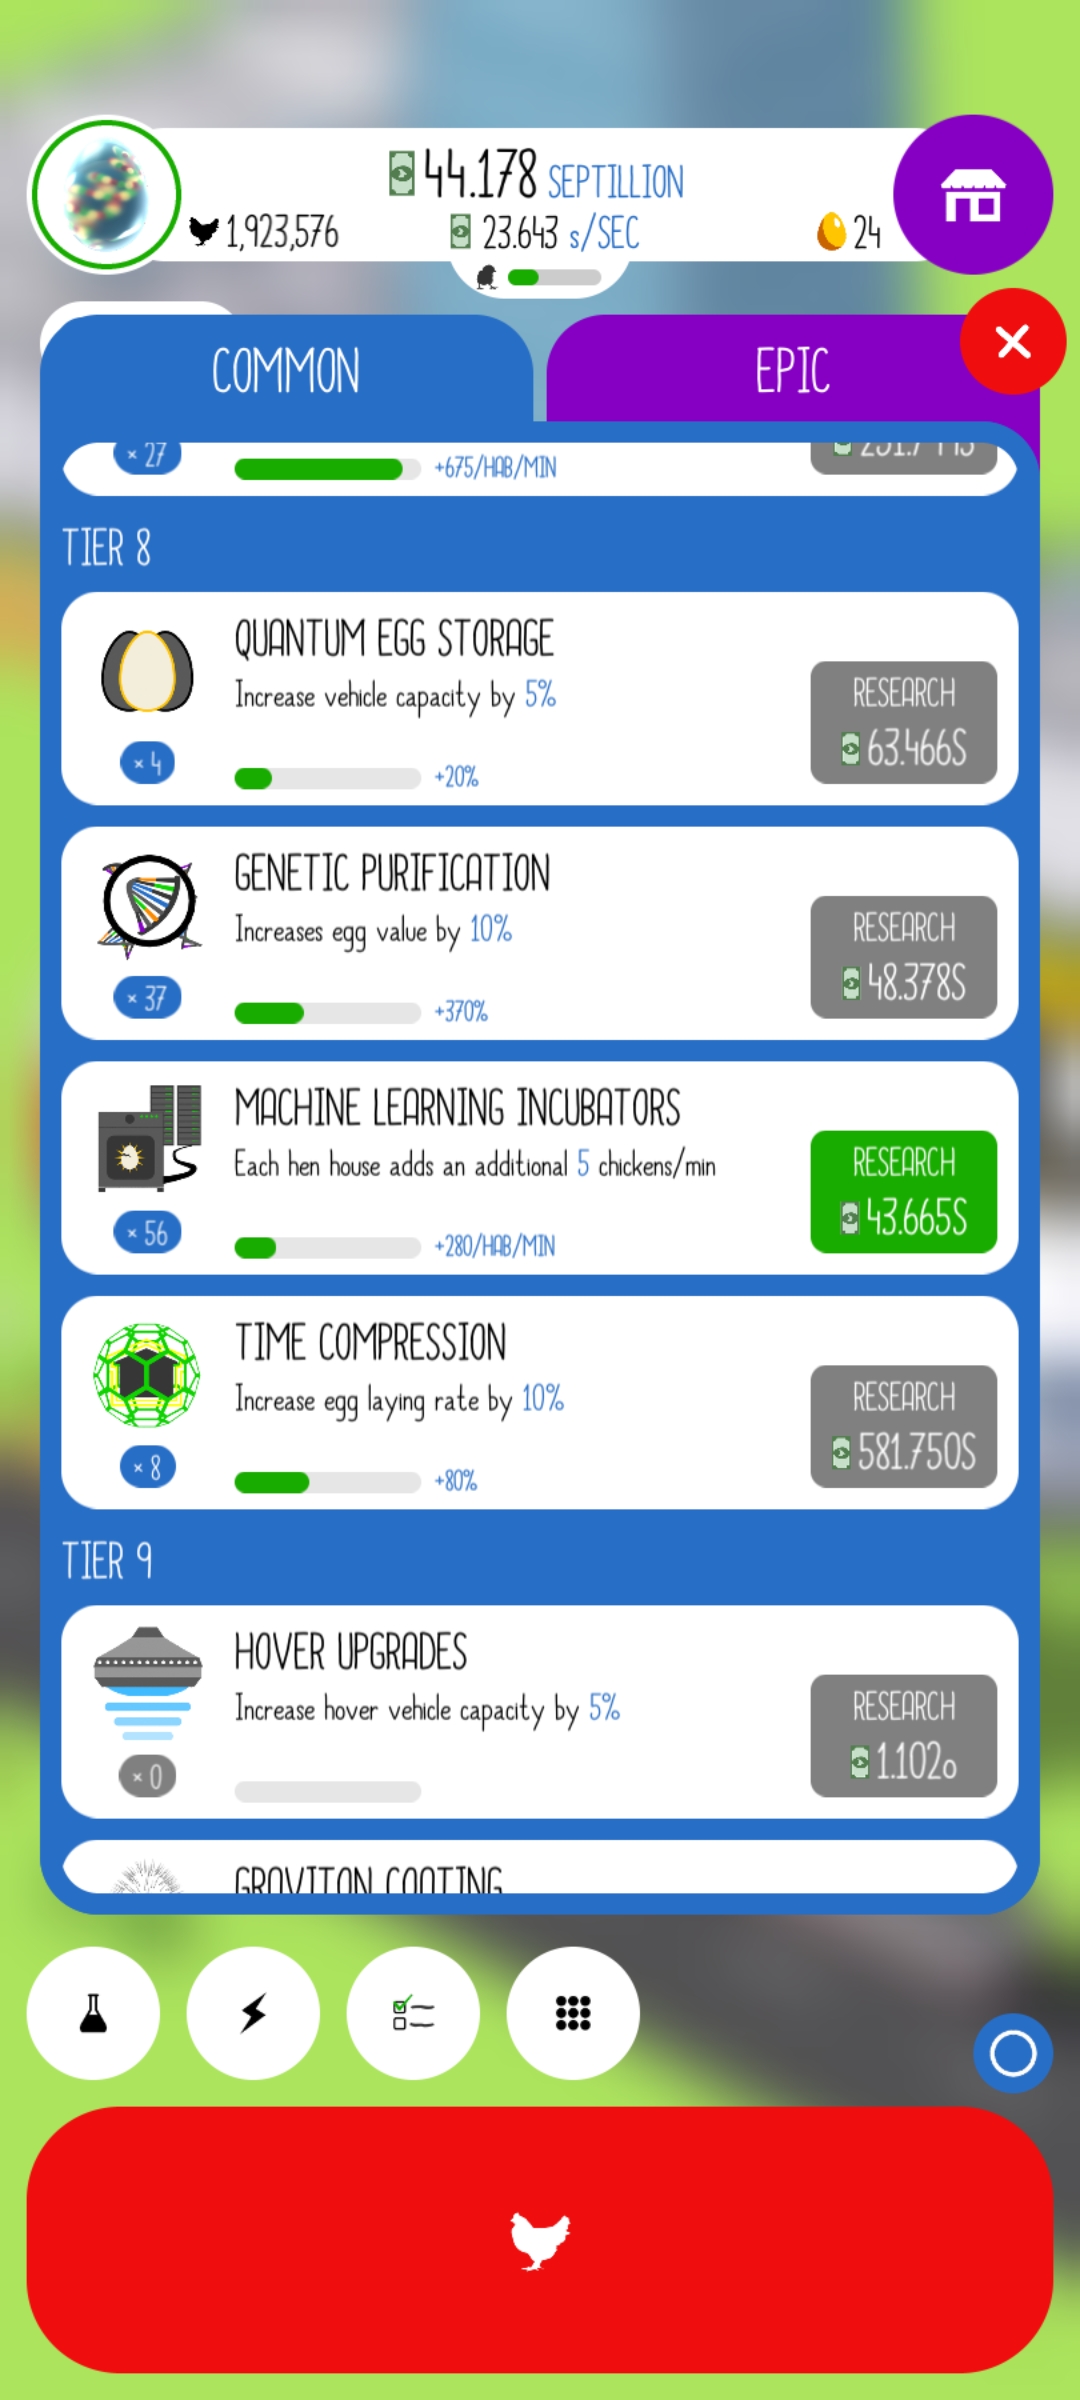 44.178 SEPTILLION
1,923,576
23.643 s/SEC
24
COMMON
EPIC
× 27
+675/HAB/MIN
TIER 8
QUANTUM EGG STORAGE
Increase vehicle capacity by 5%
× 4
+20%
RESEARCH
63.466S
GENETIC PURIFICATION
Increases egg value by 10%
× 37
+370%
RESEARCH
48.378S
MACHINE LEARNING INCUBATORS
Each hen house adds an additional 5 chickens/min
× 56
+280/HAB/MIN
RESEARCH
43.665S
TIME COMPRESSION
Increase egg laying rate by 10%
× 8
+80%
RESEARCH
581.750S
TIER 9
HOVER UPGRADES
Increase hover vehicle capacity by 5%
× 0
RESEARCH
1.102o
GRAVITON COATING